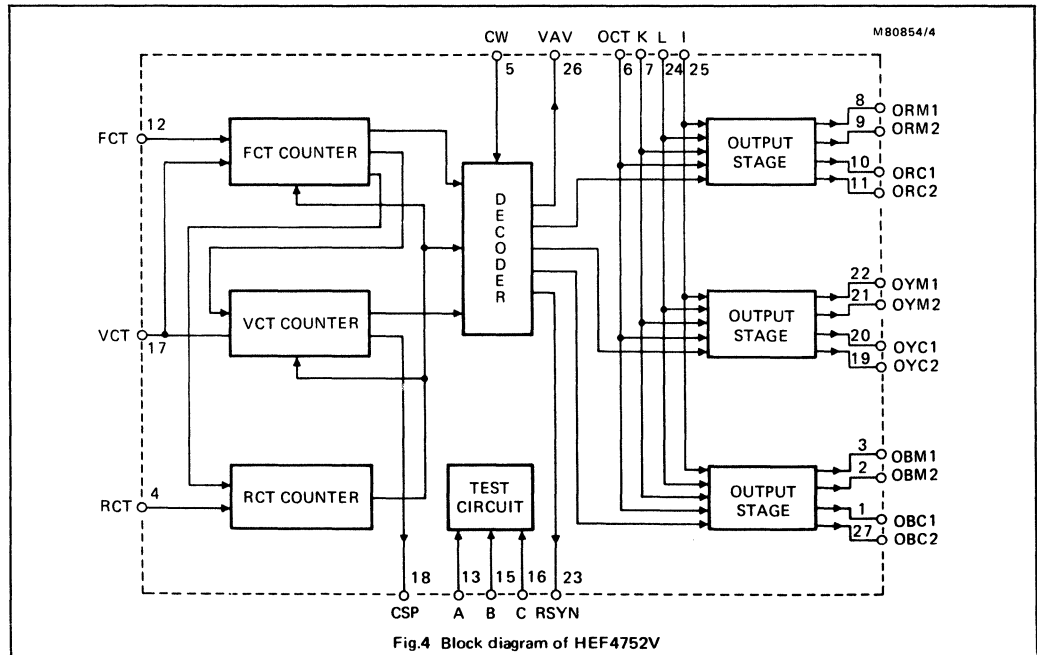 M80854/4
CW VAV OCT K L I
5 26 6 7 24 25
FCT 12
FCT COUNTER
DECODER
OUTPUT
STAGE
8 ORM1
9 ORM2
10 ORC1
11 ORC2
VCT 17
VCT COUNTER
OUTPUT
STAGE
22 OYM1
21 OYM2
20 OYC1
19 OYC2
RCT 4
RCT COUNTER
TEST
CIRCUIT
OUTPUT
STAGE
3 OBM1
2 OBM2
1 OBC1
27 OBC2
18 13 15 16 23
CSP A B C RSYN
Fig.4 Block diagram of HEF4752V